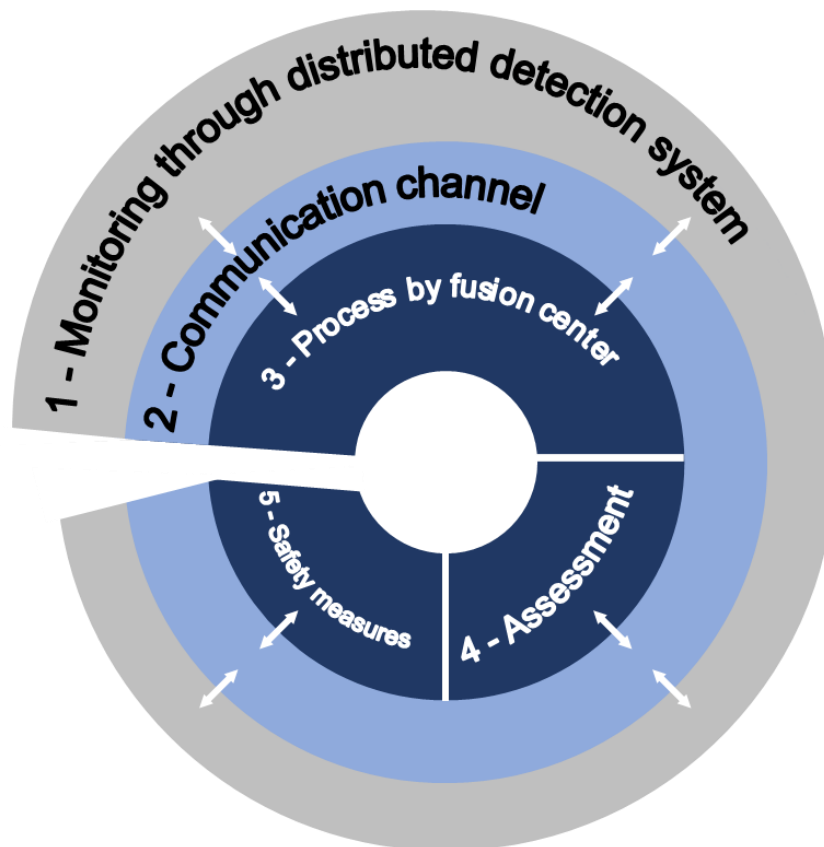 1 - Monitoring through distributed detection system
2 - Communication channel
3 - Process by fusion center
4 - Assessment
5 - Safety measures